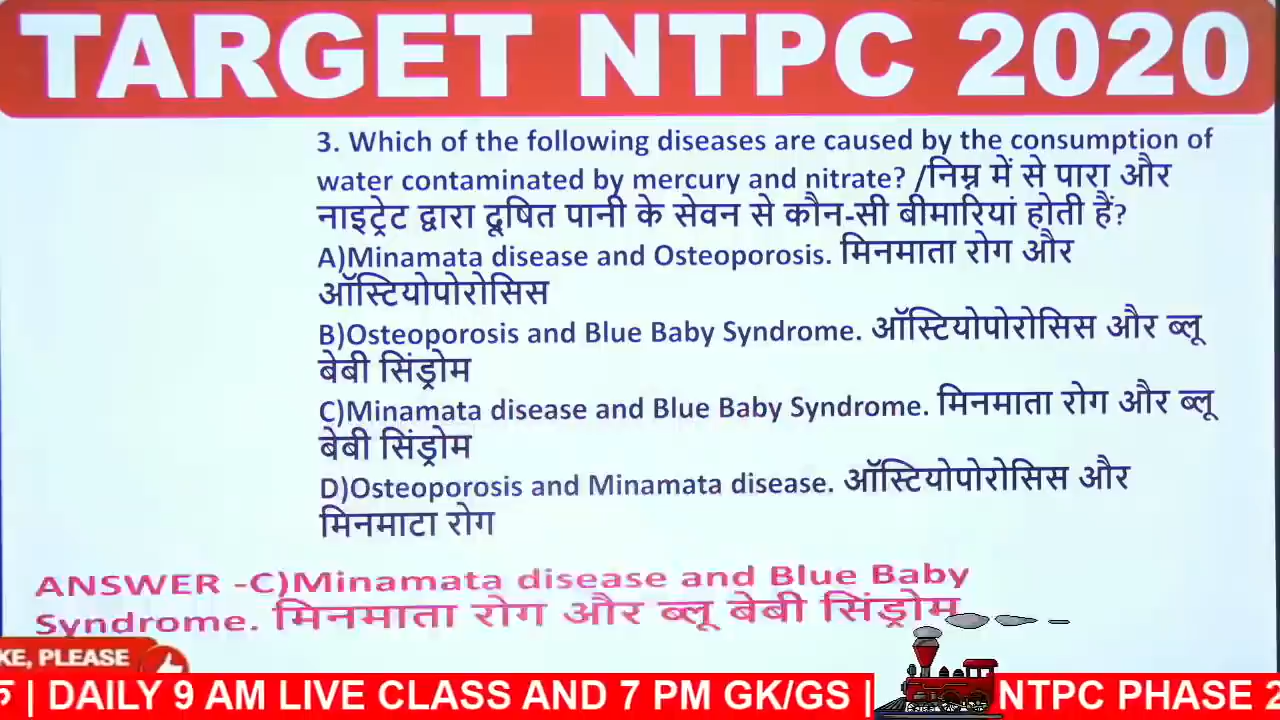 TARGET NTPC 2020
3. Which of the following diseases are caused by the consumption of
water contaminated by mercury and nitrate? /निम्न में से पारा और
नाइट्रेट द्वारा दूषित पानी के सेवन से कौन-सी बीमारियां होती हैं?
A)Minamata disease and Osteoporosis. मिनमाता रोग और
ऑस्टियोपोरोसिस
B)Osteoporosis and Blue Baby Syndrome. ऑस्टियोपोरोसिस और ब्लू
बेबी सिंड्रोम
C)Minamata disease and Blue Baby Syndrome. मिनमाता रोग और ब्लू
बेबी सिंड्रोम
D)Osteoporosis and Minamata disease. ऑस्टियोपोरोसिस और
मिनमाटा रोग
ANSWER -C)Minamata disease and Blue Baby
Syndrome. मिनमाता रोग और ब्लू बेबी सिंड्रोम
KE, PLEASE
| DAILY 9 AM LIVE CLASS AND 7 PM GK/GS | NTPC PHASE 2